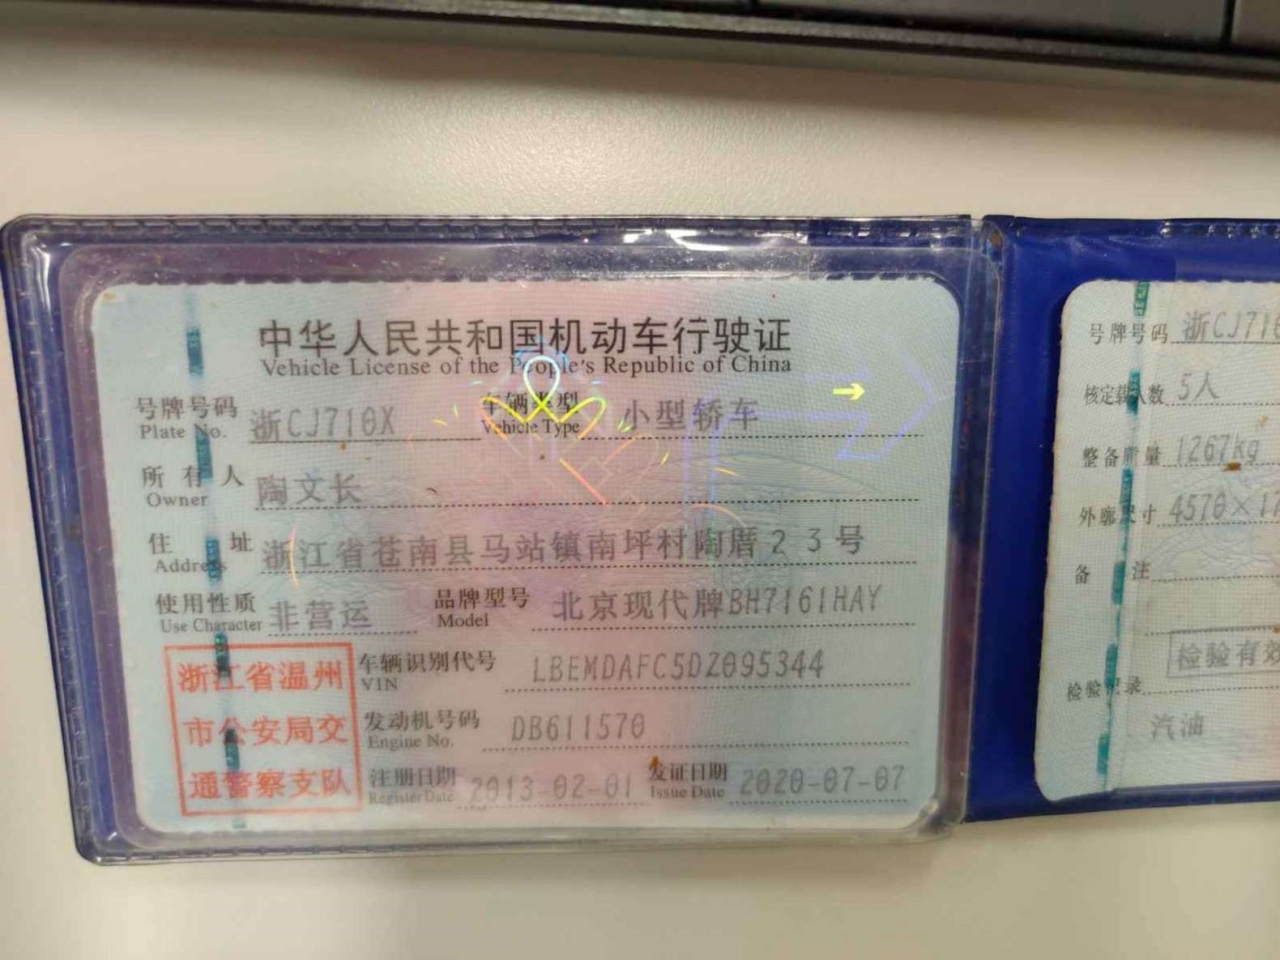 中华人民共和国机动车行驶证
Vehicle License of the People's Republic of China
号牌号码 浙CJ710X 车辆类型 小型轿车
Plate No. Vehicle Type
所有人 陶文长
Owner
住址 浙江省苍南县马站镇南坪村陶厝23号
Address
使用性质 非营运 品牌型号 北京现代牌BH7161HAY
Use Character Model
浙江省温州
市公安局交
通警察支队
车辆识别代号 LBEMDAFC5DZ095344
VIN
发动机号码 DB611570
Engine No.
注册日期 2013-02-01 发证日期 2020-07-07
Register Date Issue Date
号牌号码 浙CJ710
核定载人数 5人
整备质量 1267kg
外廓尺寸 4570×1
备注
检验有效
检验记录
汽油